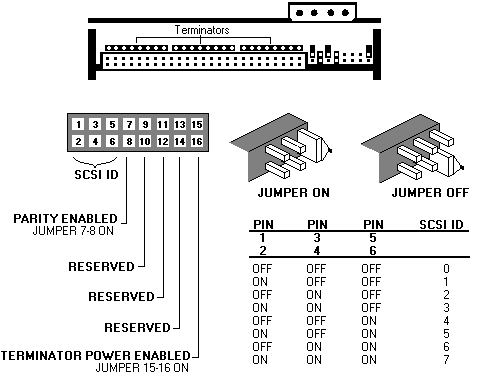 Terminators
1 3 5 7 9 11 13 15
2 4 6 8 10 12 14 16
SCSI ID
PARITY ENABLED
JUMPER 7-8 ON
RESERVED
RESERVED
RESERVED
TERMINATOR POWER ENABLED
JUMPER 15-16 ON
JUMPER ON
JUMPER OFF
PIN PIN PIN SCSI ID
1 3 5
2 4 6
OFF OFF OFF 0
ON OFF OFF 1
OFF ON OFF 2
ON ON OFF 3
OFF OFF ON 4
ON OFF ON 5
OFF ON ON 6
ON ON ON 7